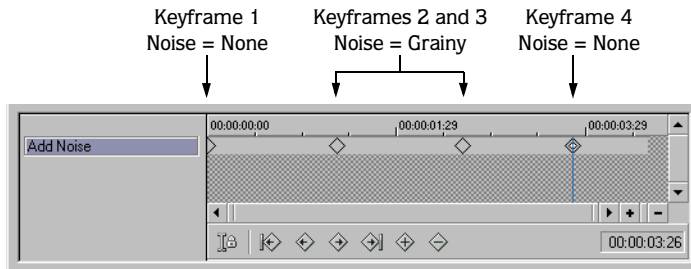 Keyframe 1
Noise = None
Keyframes 2 and 3
Noise = Grainy
Keyframe 4
Noise = None
00:00:00;00
00:00:01;29
00:00:03;29
Add Noise
00:00:03;26